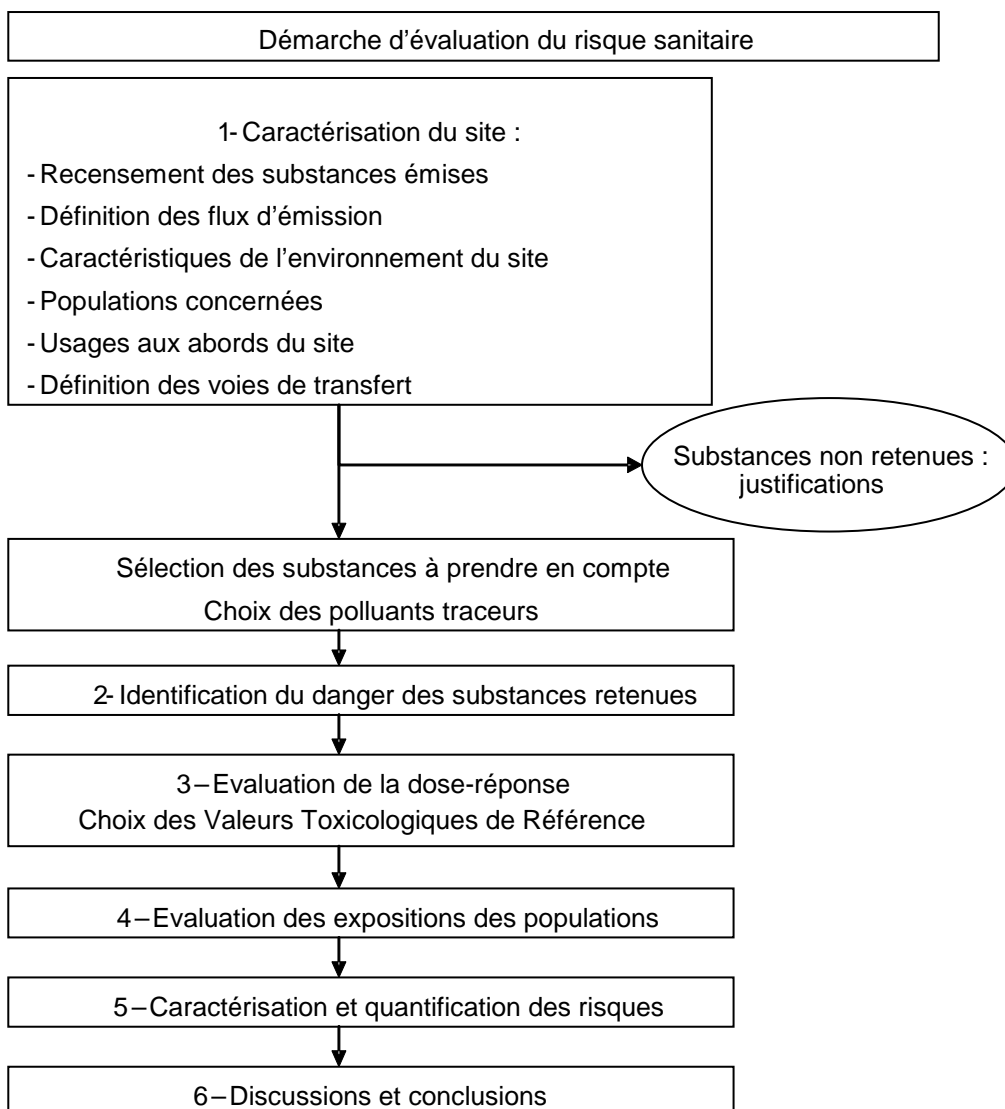 Démarche d'évaluation du risque sanitaire
1- Caractérisation du site :
- Recensement des substances émises
- Définition des flux d'émission
- Caractéristiques de l'environnement du site
- Populations concernées
- Usages aux abords du site
- Définition des voies de transfert
Substances non retenues :
justifications
Sélection des substances à prendre en compte
Choix des polluants traceurs
2- Identification du danger des substances retenues
3–Evaluation de la dose-réponse
Choix des Valeurs Toxicologiques de Référence
4–Evaluation des expositions des populations
5–Caractérisation et quantification des risques
6–Discussions et conclusions